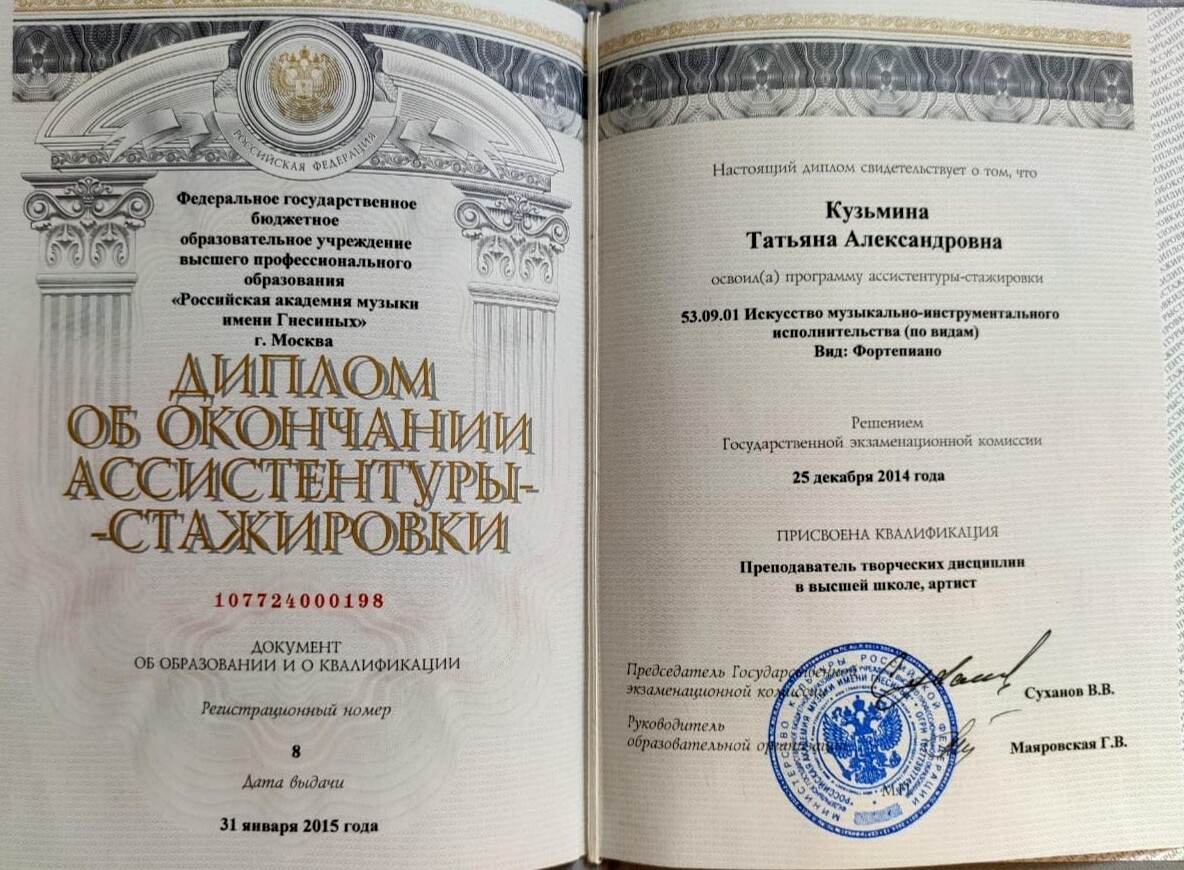 РОССИЙСКАЯ ФЕДЕРАЦИЯ
Федеральное государственное
бюджетное
образовательное учреждение
высшего профессионального
образования
«Российская академия музыки
имени Гнесиных»
г. Москва
ДИПЛОМ
ОБ ОКОНЧАНИИ
АССИСТЕНТУРЫ-
-СТАЖИРОВКИ
107724000198
ДОКУМЕНТ
ОБ ОБРАЗОВАНИИ И О КВАЛИФИКАЦИИ
Регистрационный номер
8
Дата выдачи
31 января 2015 года
Настоящий диплом свидетельствует о том, что
Кузьмина
Татьяна Александровна
освоил(а) программу ассистентуры-стажировки
53.09.01 Искусство музыкально-инструментального
исполнительства (по видам)
Вид: Фортепиано
Решением
Государственной экзаменационной комиссии
25 декабря 2014 года
ПРИСВОЕНА КВАЛИФИКАЦИЯ
Преподаватель творческих дисциплин
в высшей школе, артист
Председатель Государственной
экзаменационной комиссии
Суханов В.В.
Руководитель
образовательной организации
Маяровская Г.В.
М.П.
МИНИСТЕРСТВО КУЛЬТУРЫ РОССИЙСКОЙ ФЕДЕРАЦИИ